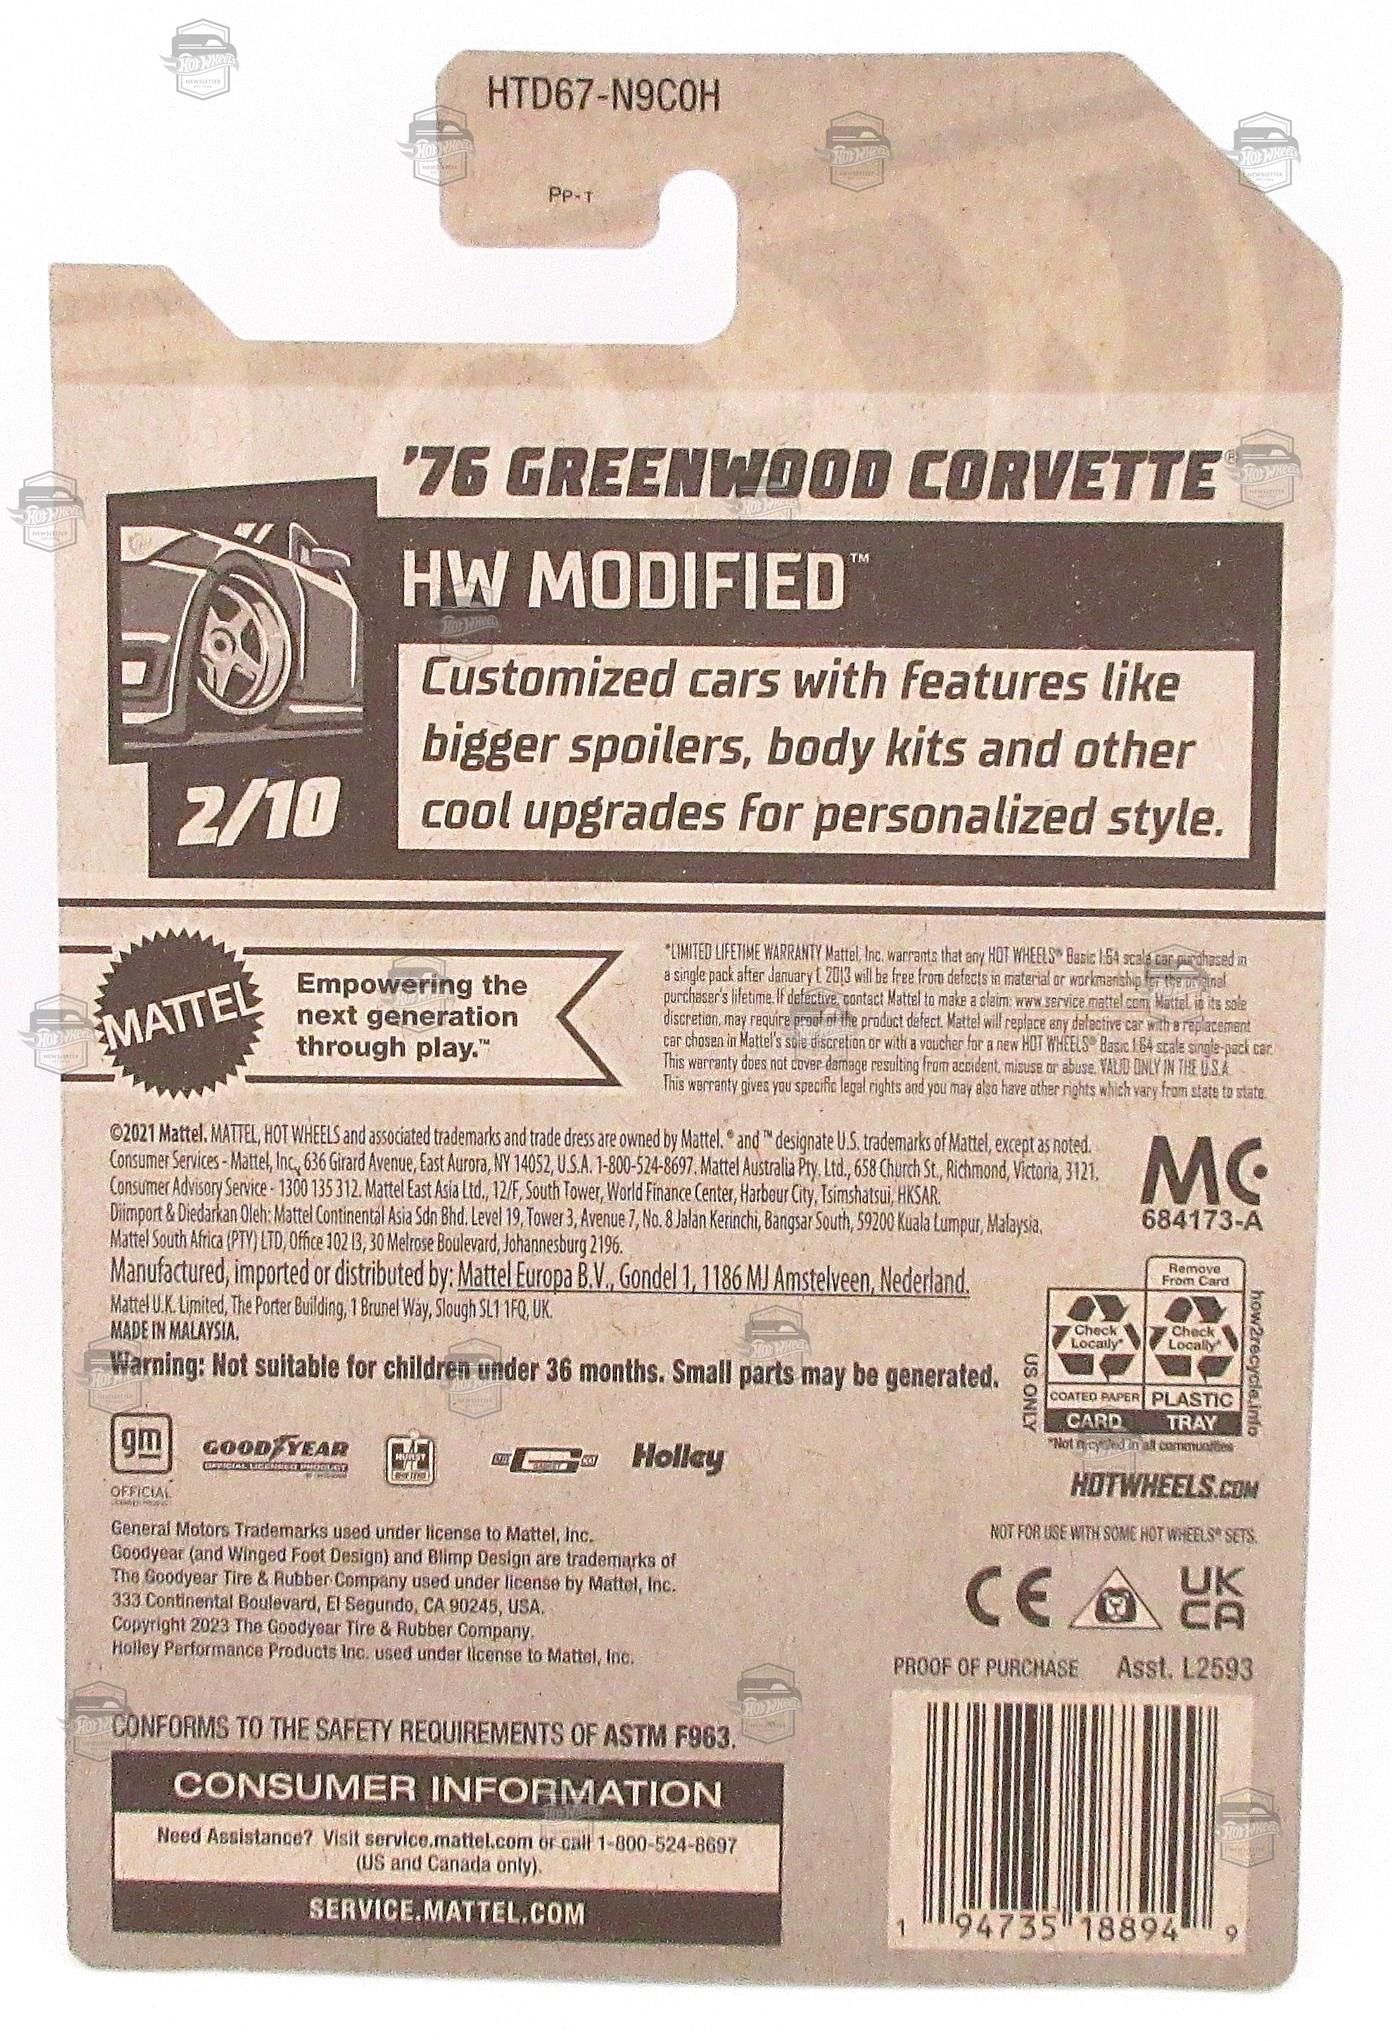 HTD67-N9C0H
PP-T
'76 GREENWOOD CORVETTE®
HW MODIFIED™
Customized cars with features like
bigger spoilers, body kits and other
cool upgrades for personalized style.
2/10
MATTEL
Empowering the
next generation
through play.™
*LIMITED LIFETIME WARRANTY Mattel, Inc. warrants that any HOT WHEELS® Basic 1:64 scale car purchased in
a single pack after January 1, 2013 will be free from defects in material or workmanship for the original
purchaser's lifetime. If defective, contact Mattel to make a claim: www.service.mattel.com. Mattel, in its sole
discretion, may require proof of the product defect. Mattel will replace any defective car with a replacement
car chosen in Mattel's sole discretion or with a voucher for a new HOT WHEELS® Basic 1:64 scale single-pack car.
This warranty does not cover damage resulting from accident, misuse or abuse. VALID ONLY IN THE U.S.A.
This warranty gives you specific legal rights and you may also have other rights which vary from state to state.
©2021 Mattel. MATTEL, HOT WHEELS and associated trademarks and trade dress are owned by Mattel. ® and ™ designate U.S. trademarks of Mattel, except as noted.
Consumer Services - Mattel, Inc., 636 Girard Avenue, East Aurora, NY 14052, U.S.A. 1-800-524-8697. Mattel Australia Pty. Ltd., 658 Church St., Richmond, Victoria, 3121.
Consumer Advisory Service - 1300 135 312. Mattel East Asia Ltd., 12/F, South Tower, World Finance Center, Harbour City, Tsimshatsui, HKSAR.
Diimport & Diedarkan Oleh: Mattel Continental Asia Sdn Bhd. Level 19, Tower 3, Avenue 7, No. 8 Jalan Kerinchi, Bangsar South, 59200 Kuala Lumpur, Malaysia.
Mattel South Africa (PTY) LTD, Office 102 I3, 30 Melrose Boulevard, Johannesburg 2196.
Manufactured, imported or distributed by: Mattel Europa B.V., Gondel 1, 1186 MJ Amstelveen, Nederland.
Mattel U.K. Limited, The Porter Building, 1 Brunel Way, Slough SL1 1FQ, UK.
MADE IN MALAYSIA.
Warning: Not suitable for children under 36 months. Small parts may be generated.
MC
684173-A
Remove
From Card
Check
Locally*
Check
Locally*
COATED PAPER
PLASTIC
CARD
TRAY
US ONLY
how2recycle.info
*Not recycled in all communities
HOTWHEELS.COM
gm
OFFICIAL
GOODYEAR
OFFICIAL LICENSED PRODUCT
HURST
SHIFTERS
MR GASKET CO
Holley
General Motors Trademarks used under license to Mattel, Inc.
Goodyear (and Winged Foot Design) and Blimp Design are trademarks of
The Goodyear Tire & Rubber Company used under license by Mattel, Inc.
333 Continental Boulevard, El Segundo, CA 90245, USA.
Copyright 2023 The Goodyear Tire & Rubber Company.
Holley Performance Products Inc. used under license to Mattel, Inc.
NOT FOR USE WITH SOME HOT WHEELS® SETS.
CE
UK
CA
PROOF OF PURCHASE Asst. L2593
CONFORMS TO THE SAFETY REQUIREMENTS OF ASTM F963.
CONSUMER INFORMATION
Need Assistance? Visit service.mattel.com or call 1-800-524-8697
(US and Canada only).
SERVICE.MATTEL.COM
1 94735 18894 9